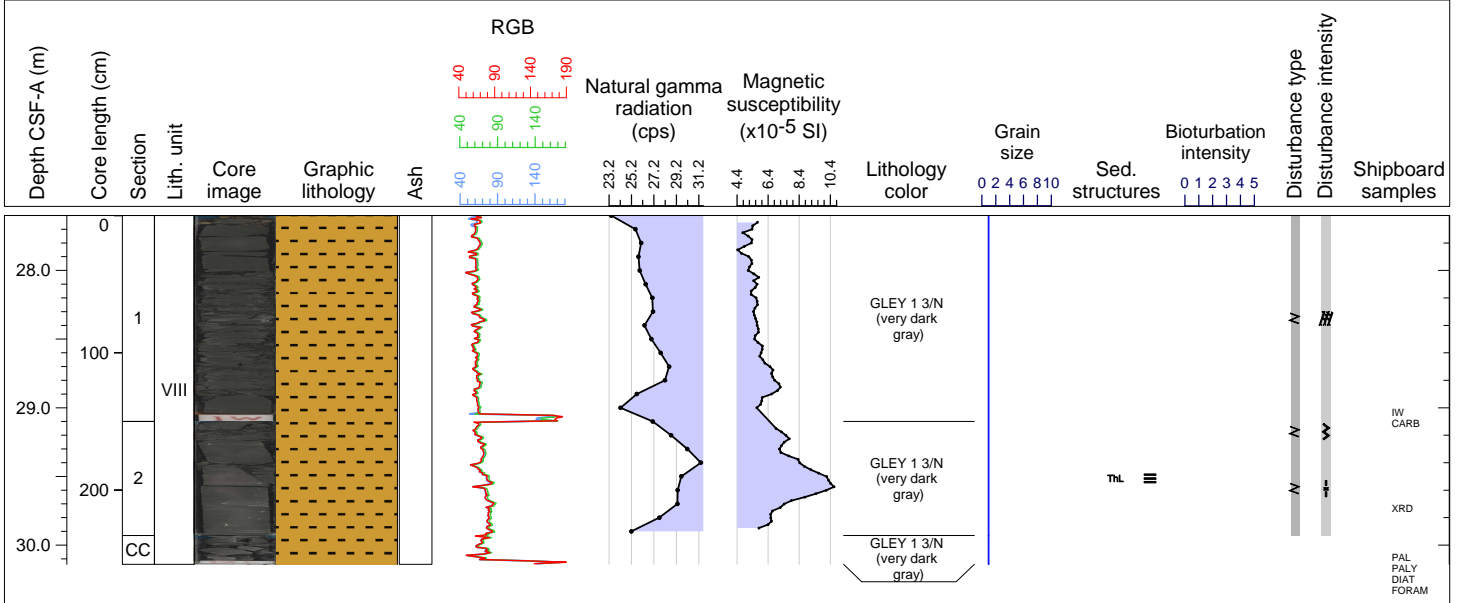 Depth CSF-A (m)
Core length (cm)
Section
Lith. unit
Core
image
Graphic
lithology
Ash
RGB
40 90 140 190
40 90 140
40 90 140
Natural gamma
radiation
(cps)
23.2 25.2 27.2 29.2 31.2
Magnetic
susceptibility
(x10-5 SI)
4.4 6.4 8.4 10.4
Lithology
color
Grain
size
0 2 4 6 8 10
Sed.
structures
Bioturbation
intensity
0 1 2 3 4 5
Disturbance type
Disturbance intensity
Shipboard
samples
28.0
29.0
30.0
0
100
200
1
2
CC
VIII
IW
GLEY 1 3/N
(very dark
gray)
GLEY 1 3/N
(very dark
gray)
GLEY 1 3/N
(very dark
gray)
ThL
IW
CARB
XRD
PAL
PALY
DIAT
FORAM